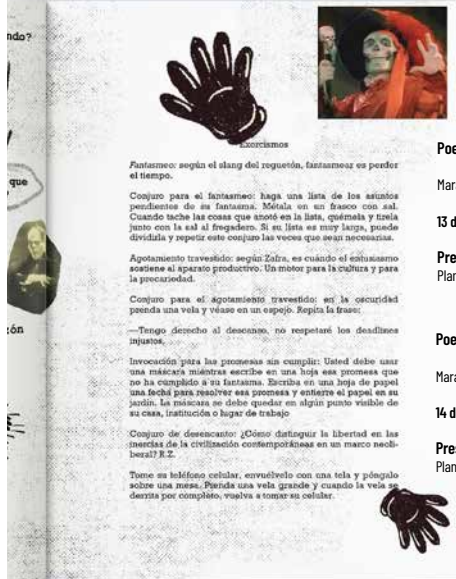 ndo?
que
ón
Exorcismos
Fantasmeo: según el slang del reguetón, fantasmear es perder
el tiempo.
Conjuro para el fantasmeo: haga una lista de los asuntos
pendientes de su fantasma. Métala en un frasco con sal.
Cuando tache las cosas que anotó en la lista, quémela y tírela
junto con la sal al fregadero. Si su lista es muy larga, puede
dividirla y repetir este conjuro las veces que sean necesarias.
Agotamiento travestido: según Zafra, es cuándo el entusiasmo
sostiene al aparato productivo. Un motor para la cultura y para
la precariedad.
Conjuro para el agotamiento travestido: en la oscuridad
prenda una vela y véase en un espejo. Repita la frase:
—Tengo derecho al descanso, no respetaré los deadlines
injustos.
Invocación para las promesas sin cumplir: Usted debe usar
una máscara mientras escribe en una hoja esa promesa que
no ha cumplido a su fantasma. Escriba en una hoja de papel
una fecha para resolver esa promesa y entierre el papel en su
jardín. La máscara se debe quedar en algún punto visible de
su casa, institución o lugar de trabajo
Conjuro de desencanto: ¿Cómo distinguir la libertad en las
inercias de la civilización contemporáneas en un marco neoli-
beral? R.Z.
Tome su teléfono celular, envuélvelo con una tela y póngalo
sobre una mesa. Prenda una vela grande y cuando la vela se
derrita por completo, vuelva a tomar su celular.
Poe
Mara
13 d
Pre
Plan
Poe
Mara
14 d
Pres
Plan